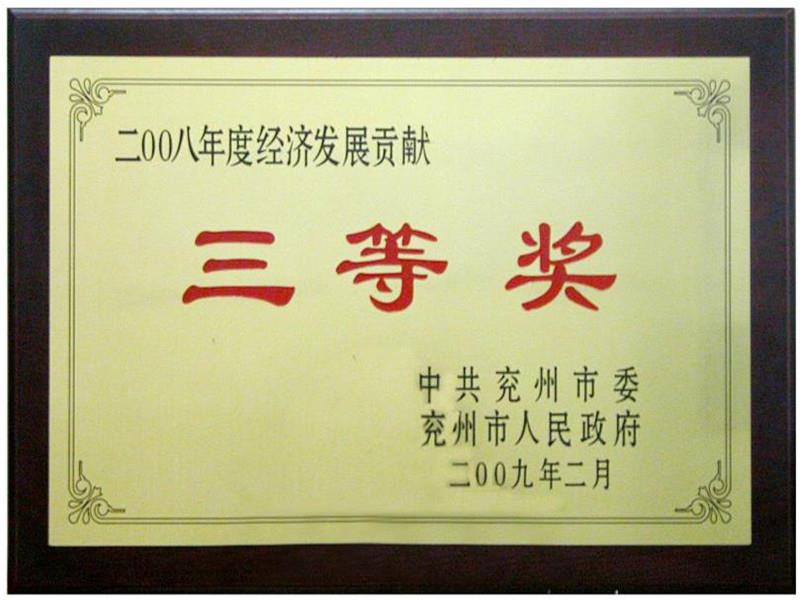 二00八年度经济发展贡献
三等奖
中共兖州市委
兖州市人民政府
二00九年二月